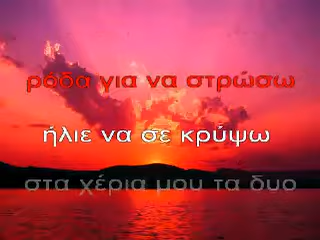 ρόδα για να στρώσω
ήλιε να σε κρύψω
στα χέρια μου τα δυο